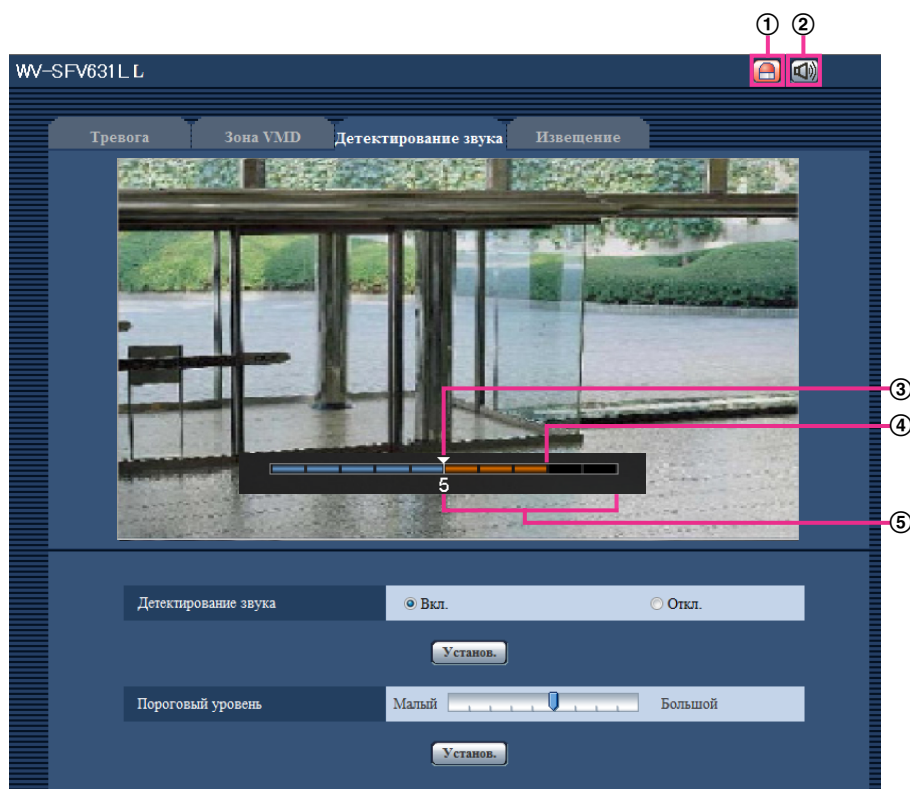 ① ②
WV-SFV631L L
Тревога Зона VMD Детектирование звука Извещение
③
④
5
⑤
Детектирование звука Вкл. Откл.
Установ.
Пороговый уровень Малый Большой
Установ.